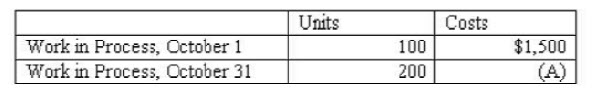 Units Costs
Work in Process, October 1 100 $1,500
Work in Process, October 31 200 (A)